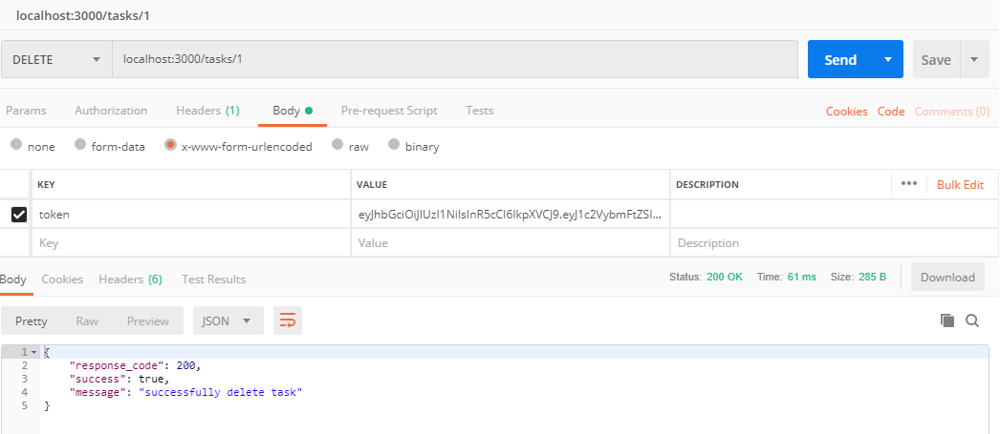 localhost:3000/tasks/1
DELETE localhost:3000/tasks/1 Send Save
Params Authorization Headers (1) Body Pre-request Script Tests Cookies Code Comments (0)
none form-data x-www-form-urlencoded raw binary
KEY VALUE DESCRIPTION ••• Bulk Edit
token eyJhbGciOiJIUzI1NiIsInR5cCI6IkpXVCJ9.eyJ1c2VybmFtZSI...
Key Value Description
Body Cookies Headers (6) Test Results Status: 200 OK Time: 61 ms Size: 285 B Download
Pretty Raw Preview JSON
1 {
2 "response_code": 200,
3 "success": true,
4 "message": "successfully delete task"
5 }